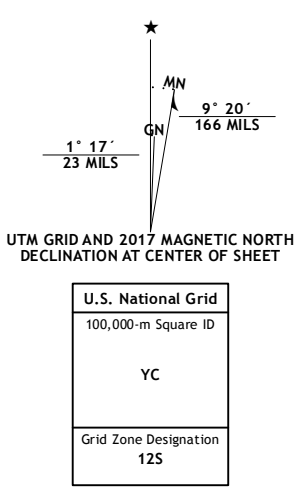 ★
MN
GN
9° 20´
166 MILS
1° 17´
23 MILS
UTM GRID AND 2017 MAGNETIC NORTH
DECLINATION AT CENTER OF SHEET
U.S. National Grid
100,000-m Square ID
YC
Grid Zone Designation
12S